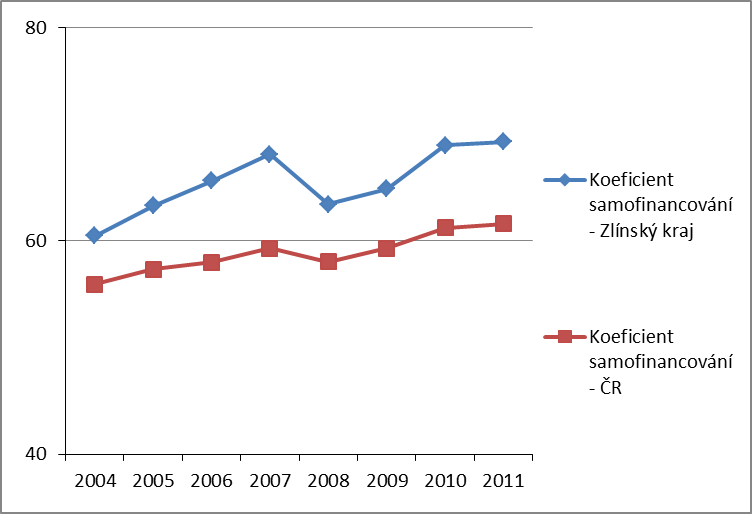 80
60
40
2004 2005 2006 2007 2008 2009 2010 2011
Koeficient
samofinancování
- Zlínský kraj
Koeficient
samofinancování
- ČR